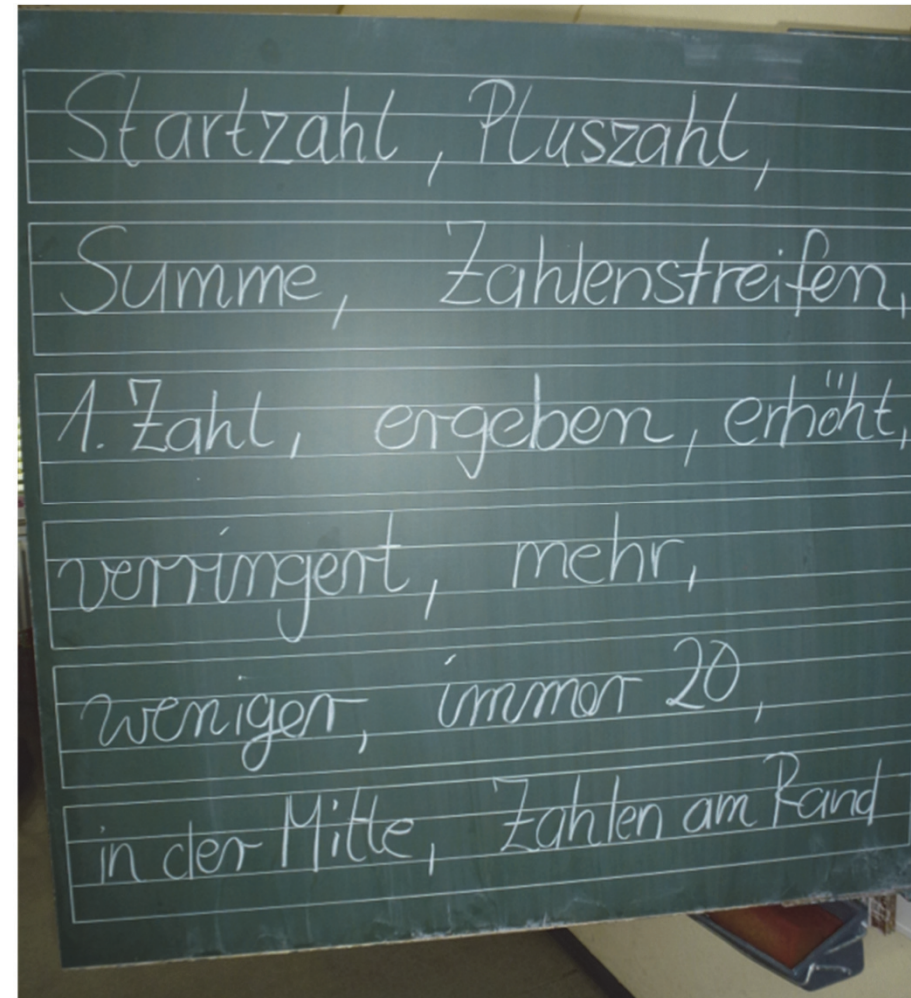 Startzahl, Pluszahl,
Summe, Zahlenstreifen,
1. Zahl, ergeben, erhöht,
verringert, mehr,
weniger, immer 20,
in der Mitte, Zahlen am Rand